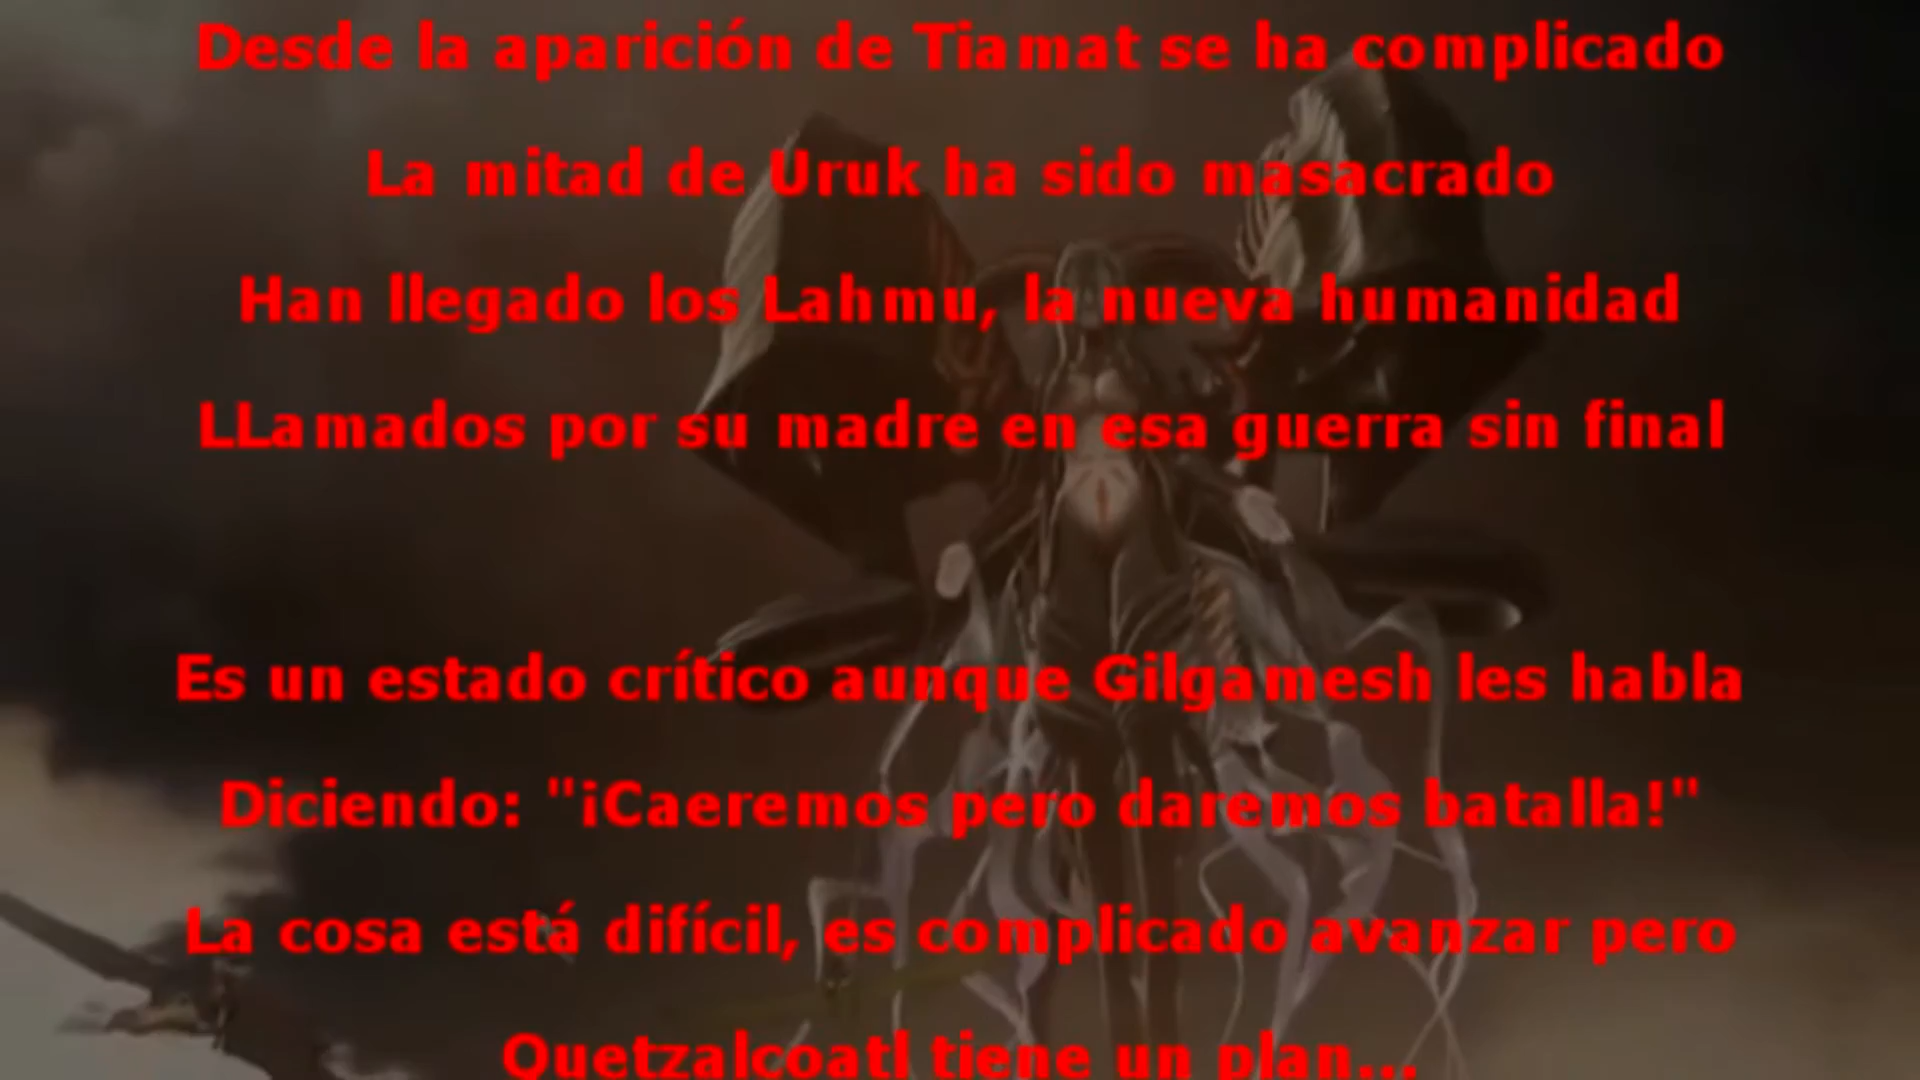 Desde la aparición de Tiamat se ha complicado
La mitad de Uruk ha sido masacrado
Han llegado los Lahmu, la nueva humanidad
LLamados por su madre en esa guerra sin final
Es un estado crítico aunque Gilgamesh les habla
Diciendo: "¡Caeremos pero daremos batalla!"
La cosa está difícil, es complicado avanzar pero
Quetzalcoatl tiene un plan...